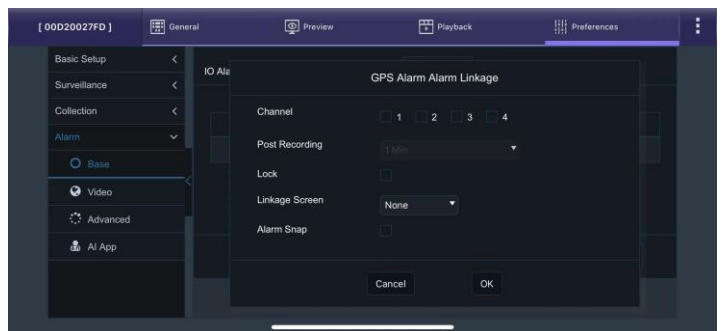 [ 00D20027FD ] General Preview Playback Preferences
Basic Setup
Surveillance
Collection
Alarm
Base
Video
Advanced
AI App
IO Ala
GPS Alarm Alarm Linkage
Channel 1 2 3 4
Post Recording 1 Min
Lock
Linkage Screen None
Alarm Snap
Cancel OK